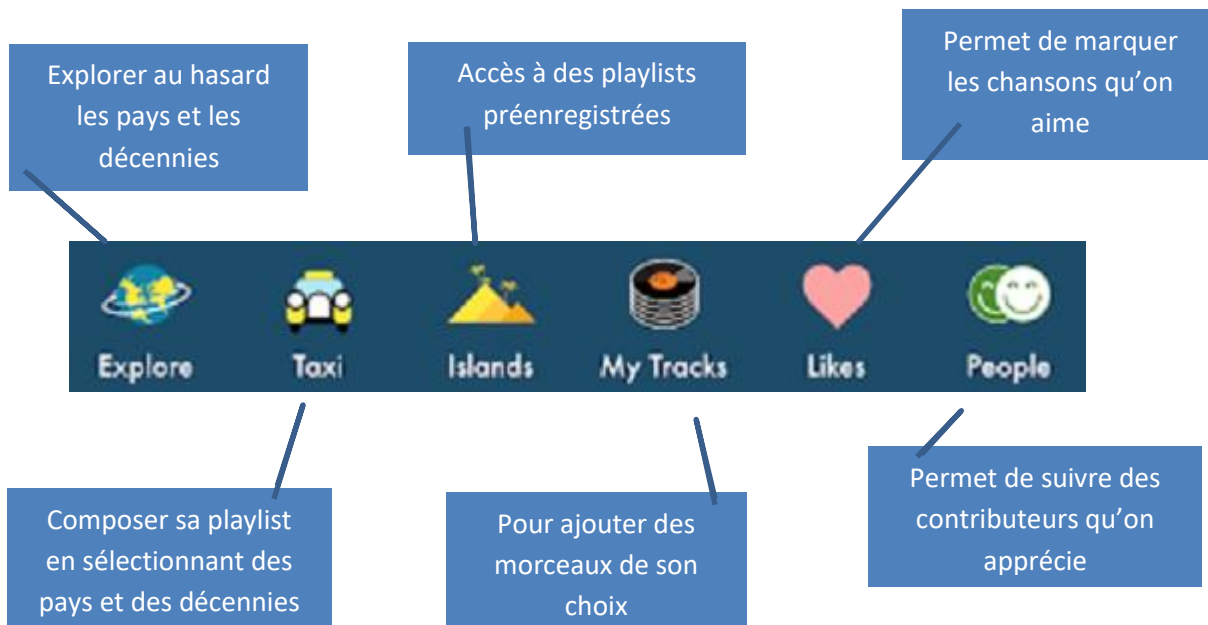 Explorer au hasard
les pays et les
décennies
Accès à des playlists
préenregistrées
Permet de marquer
les chansons qu’on
aime
Explore
Taxi
Islands
My Tracks
Likes
People
Composer sa playlist
en sélectionnant des
pays et des décennies
Pour ajouter des
morceaux de son
choix
Permet de suivre des
contributeurs qu’on
apprécie